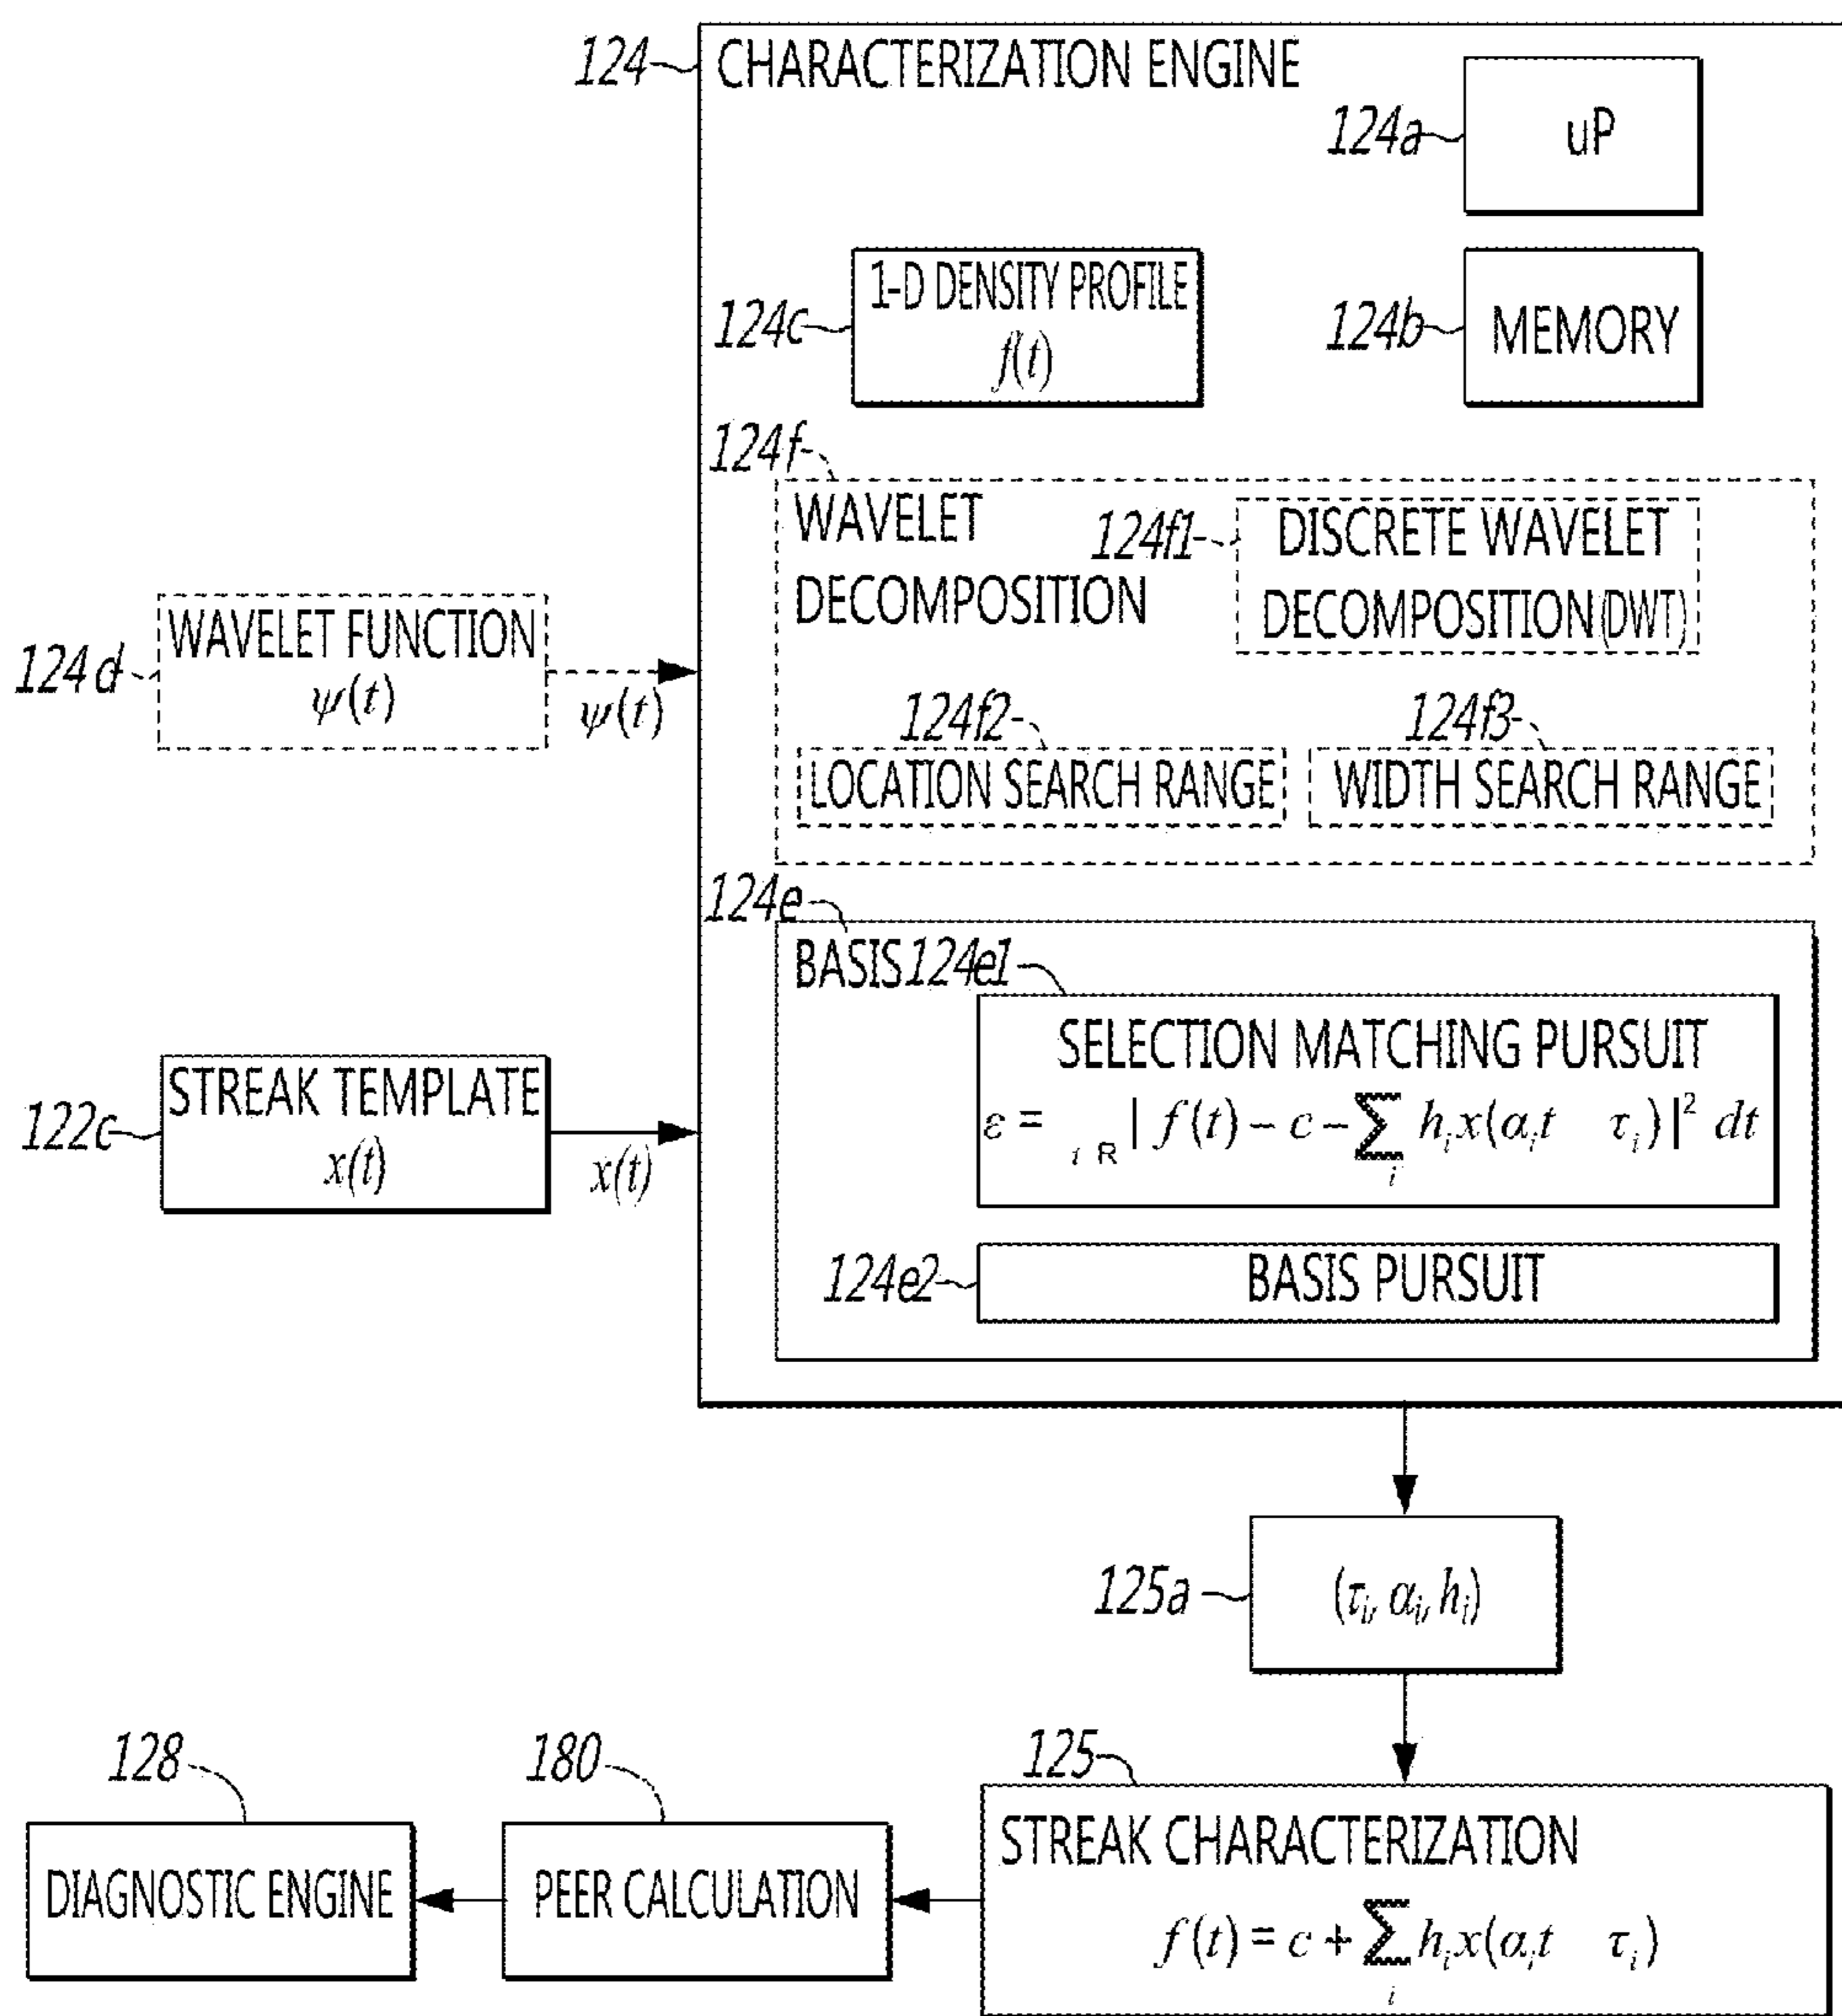 124
CHARACTERIZATION ENGINE
124a
uP
124c
1-D DENSITY PROFILE
f(t)
124b
MEMORY
124f
WAVELET
DECOMPOSITION
124f1
DISCRETE WAVELET
DECOMPOSITION (DWT)
124d
WAVELET FUNCTION
ψ(t)
ψ(t)
124f2
LOCATION SEARCH RANGE
124f3
WIDTH SEARCH RANGE
124e
BASIS
124e1
SELECTION MATCHING PURSUIT
ε = t R | f(t) – c – ∑ i h_i x(α_i t τ_i)|² dt
122c
STREAK TEMPLATE
x(t)
x(t)
124e2
BASIS PURSUIT
125a
(τ_i, α_i, h_i)
125
STREAK CHARACTERIZATION
f(t) = c + ∑ i h_i x(α_i t τ_i)
180
PEER CALCULATION
128
DIAGNOSTIC ENGINE